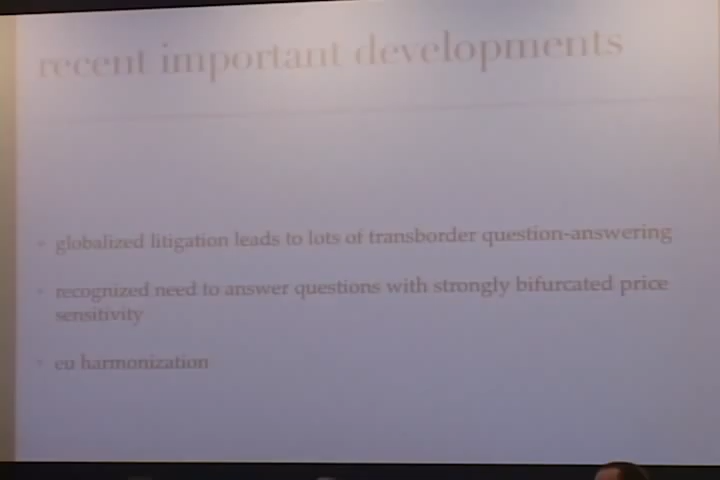 recent important developments
globalized litigation leads to lots of transborder question-answering
recognized need to answer questions with strongly bifurcated price
sensitivity
eu harmonization